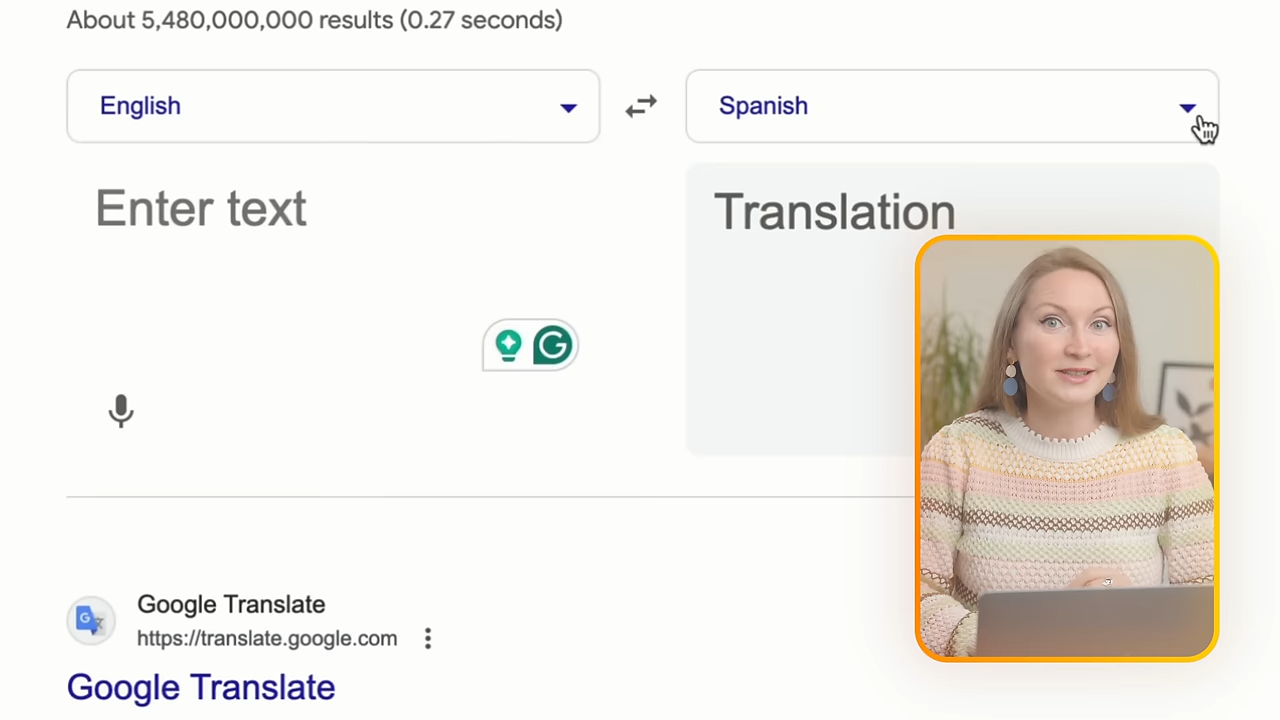 About 5,480,000,000 results (0.27 seconds)
English
Spanish
Enter text
Translation
Google Translate
https://translate.google.com
Google Translate